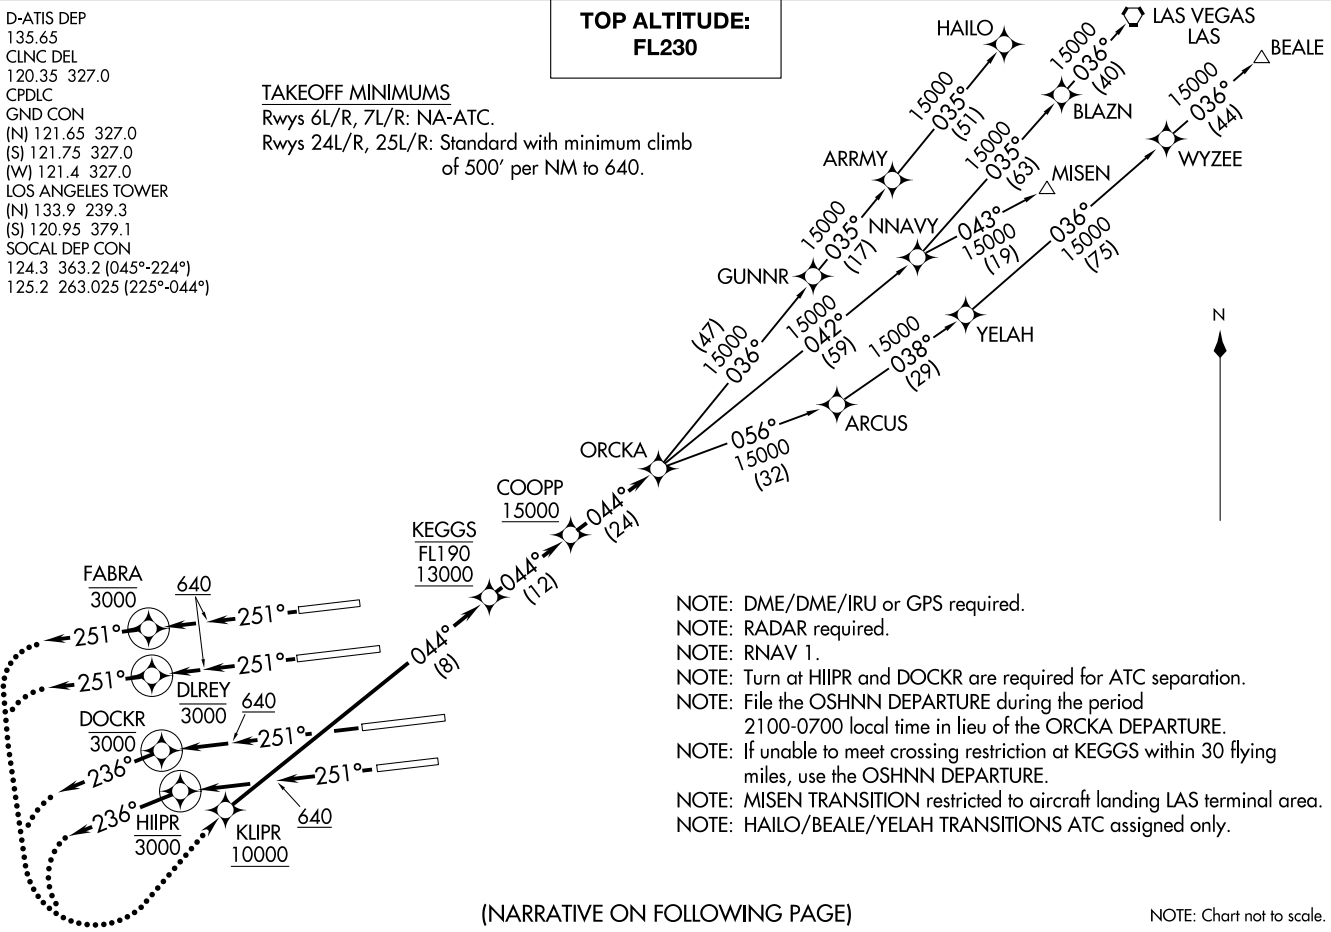 D-ATIS DEP
135.65
CLNC DEL
120.35 327.0
CPDLC
GND CON
(N) 121.65 327.0
(S) 121.75 327.0
(W) 121.4 327.0
LOS ANGELES TOWER
(N) 133.9 239.3
(S) 120.95 379.1
SOCAL DEP CON
124.3 363.2 (045°-224°)
125.2 263.025 (225°-044°)
TAKEOFF MINIMUMS
Rwys 6L/R, 7L/R: NA-ATC.
Rwys 24L/R, 25L/R: Standard with minimum climb
of 500' per NM to 640.
TOP ALTITUDE:
FL230
HAILO
15000
035°
(51)
ARRMY
15000
035°
(17)
GUNNR
(47)
15000
036°
LAS VEGAS
LAS
15000
036°
(40)
BLAZN
15000
035°
(63)
NNAVY
15000
042°
(59)
MISEN
043°
15000
(19)
BEALE
15000
036°
(44)
WYZEE
036°
15000
(75)
YELAH
15000
038°
(29)
ARCUS
056°
15000
(32)
N
ORCKA
044°
(24)
COOPP
15000
044°
(12)
KEGGS
FL190
13000
044°
(8)
FABRA
3000
640
251°
251°
251°
251°
DLREY
3000
DOCKR
3000
640
251°
236°
251°
236°
HIIPR
3000
640
KLIPR
10000
NOTE: DME/DME/IRU or GPS required.
NOTE: RADAR required.
NOTE: RNAV 1.
NOTE: Turn at HIIPR and DOCKR are required for ATC separation.
NOTE: File the OSHNN DEPARTURE during the period
2100-0700 local time in lieu of the ORCKA DEPARTURE.
NOTE: If unable to meet crossing restriction at KEGGS within 30 flying
miles, use the OSHNN DEPARTURE.
NOTE: MISEN TRANSITION restricted to aircraft landing LAS terminal area.
NOTE: HAILO/BEALE/YELAH TRANSITIONS ATC assigned only.
(NARRATIVE ON FOLLOWING PAGE)
NOTE: Chart not to scale.